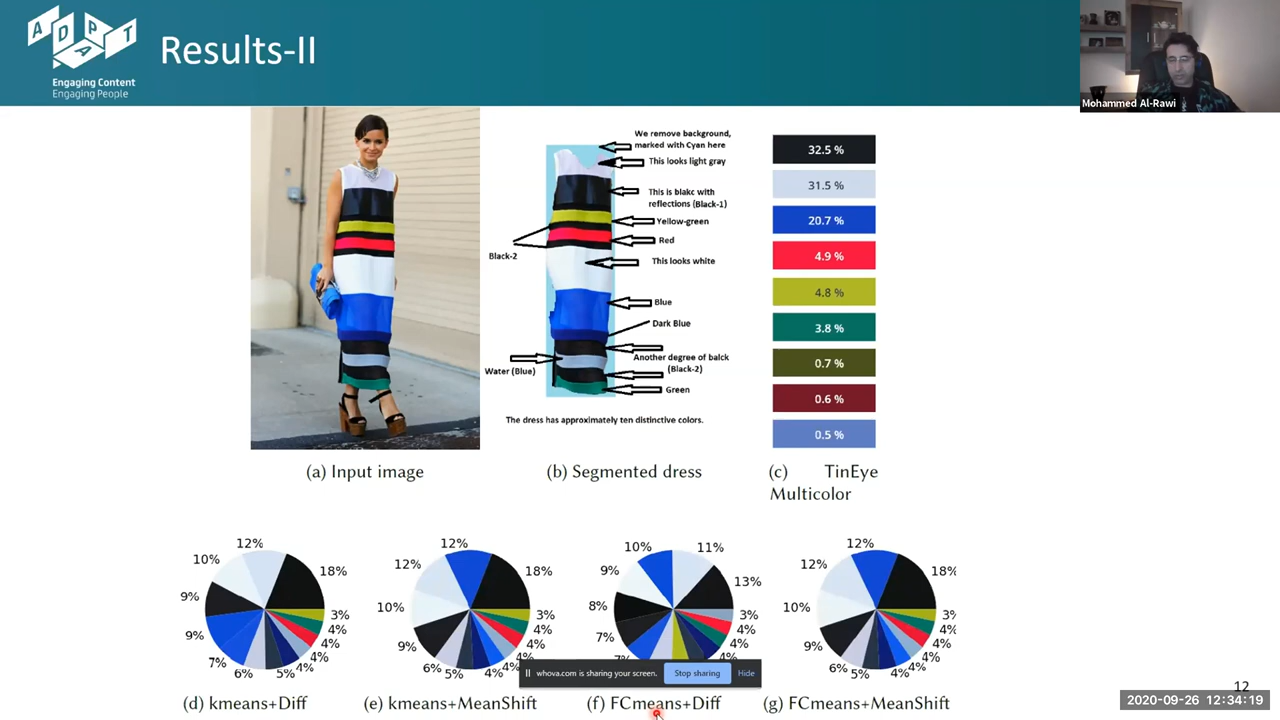 ADAPT
Engaging Content
Engaging People
Results-II
Mohammed Al-Rawi
We remove background,
marked with Cyan here
This looks light gray
This is blakc with
reflections (Black-1)
Yellow-green
Red
Black-2
This looks white
Blue
Dark Blue
Another degree of balck
(Black-2)
Water (Blue)
Green
The dress has approximately ten distinctive colors.
32.5 %
31.5 %
20.7 %
4.9 %
4.8 %
3.8 %
0.7 %
0.6 %
0.5 %
(a) Input image
(b) Segmented dress
(c) TinEye
Multicolor
12%
10%
18%
9%
9%
7%
6%
5%
4%
4%
4%
3%
(d) kmeans+Diff
12%
12%
18%
10%
9%
6%
5%
4%
4%
4%
4%
3%
(e) kmeans+MeanShift
10%
11%
9%
13%
8%
7%
3%
4%
4%
(f) FCmeans+Diff
12%
12%
18%
10%
9%
6%
5%
4%
4%
4%
4%
3%
(g) FCmeans+MeanShift
whova.com is sharing your screen.
Stop sharing
Hide
12
2020-09-26 12:34:19